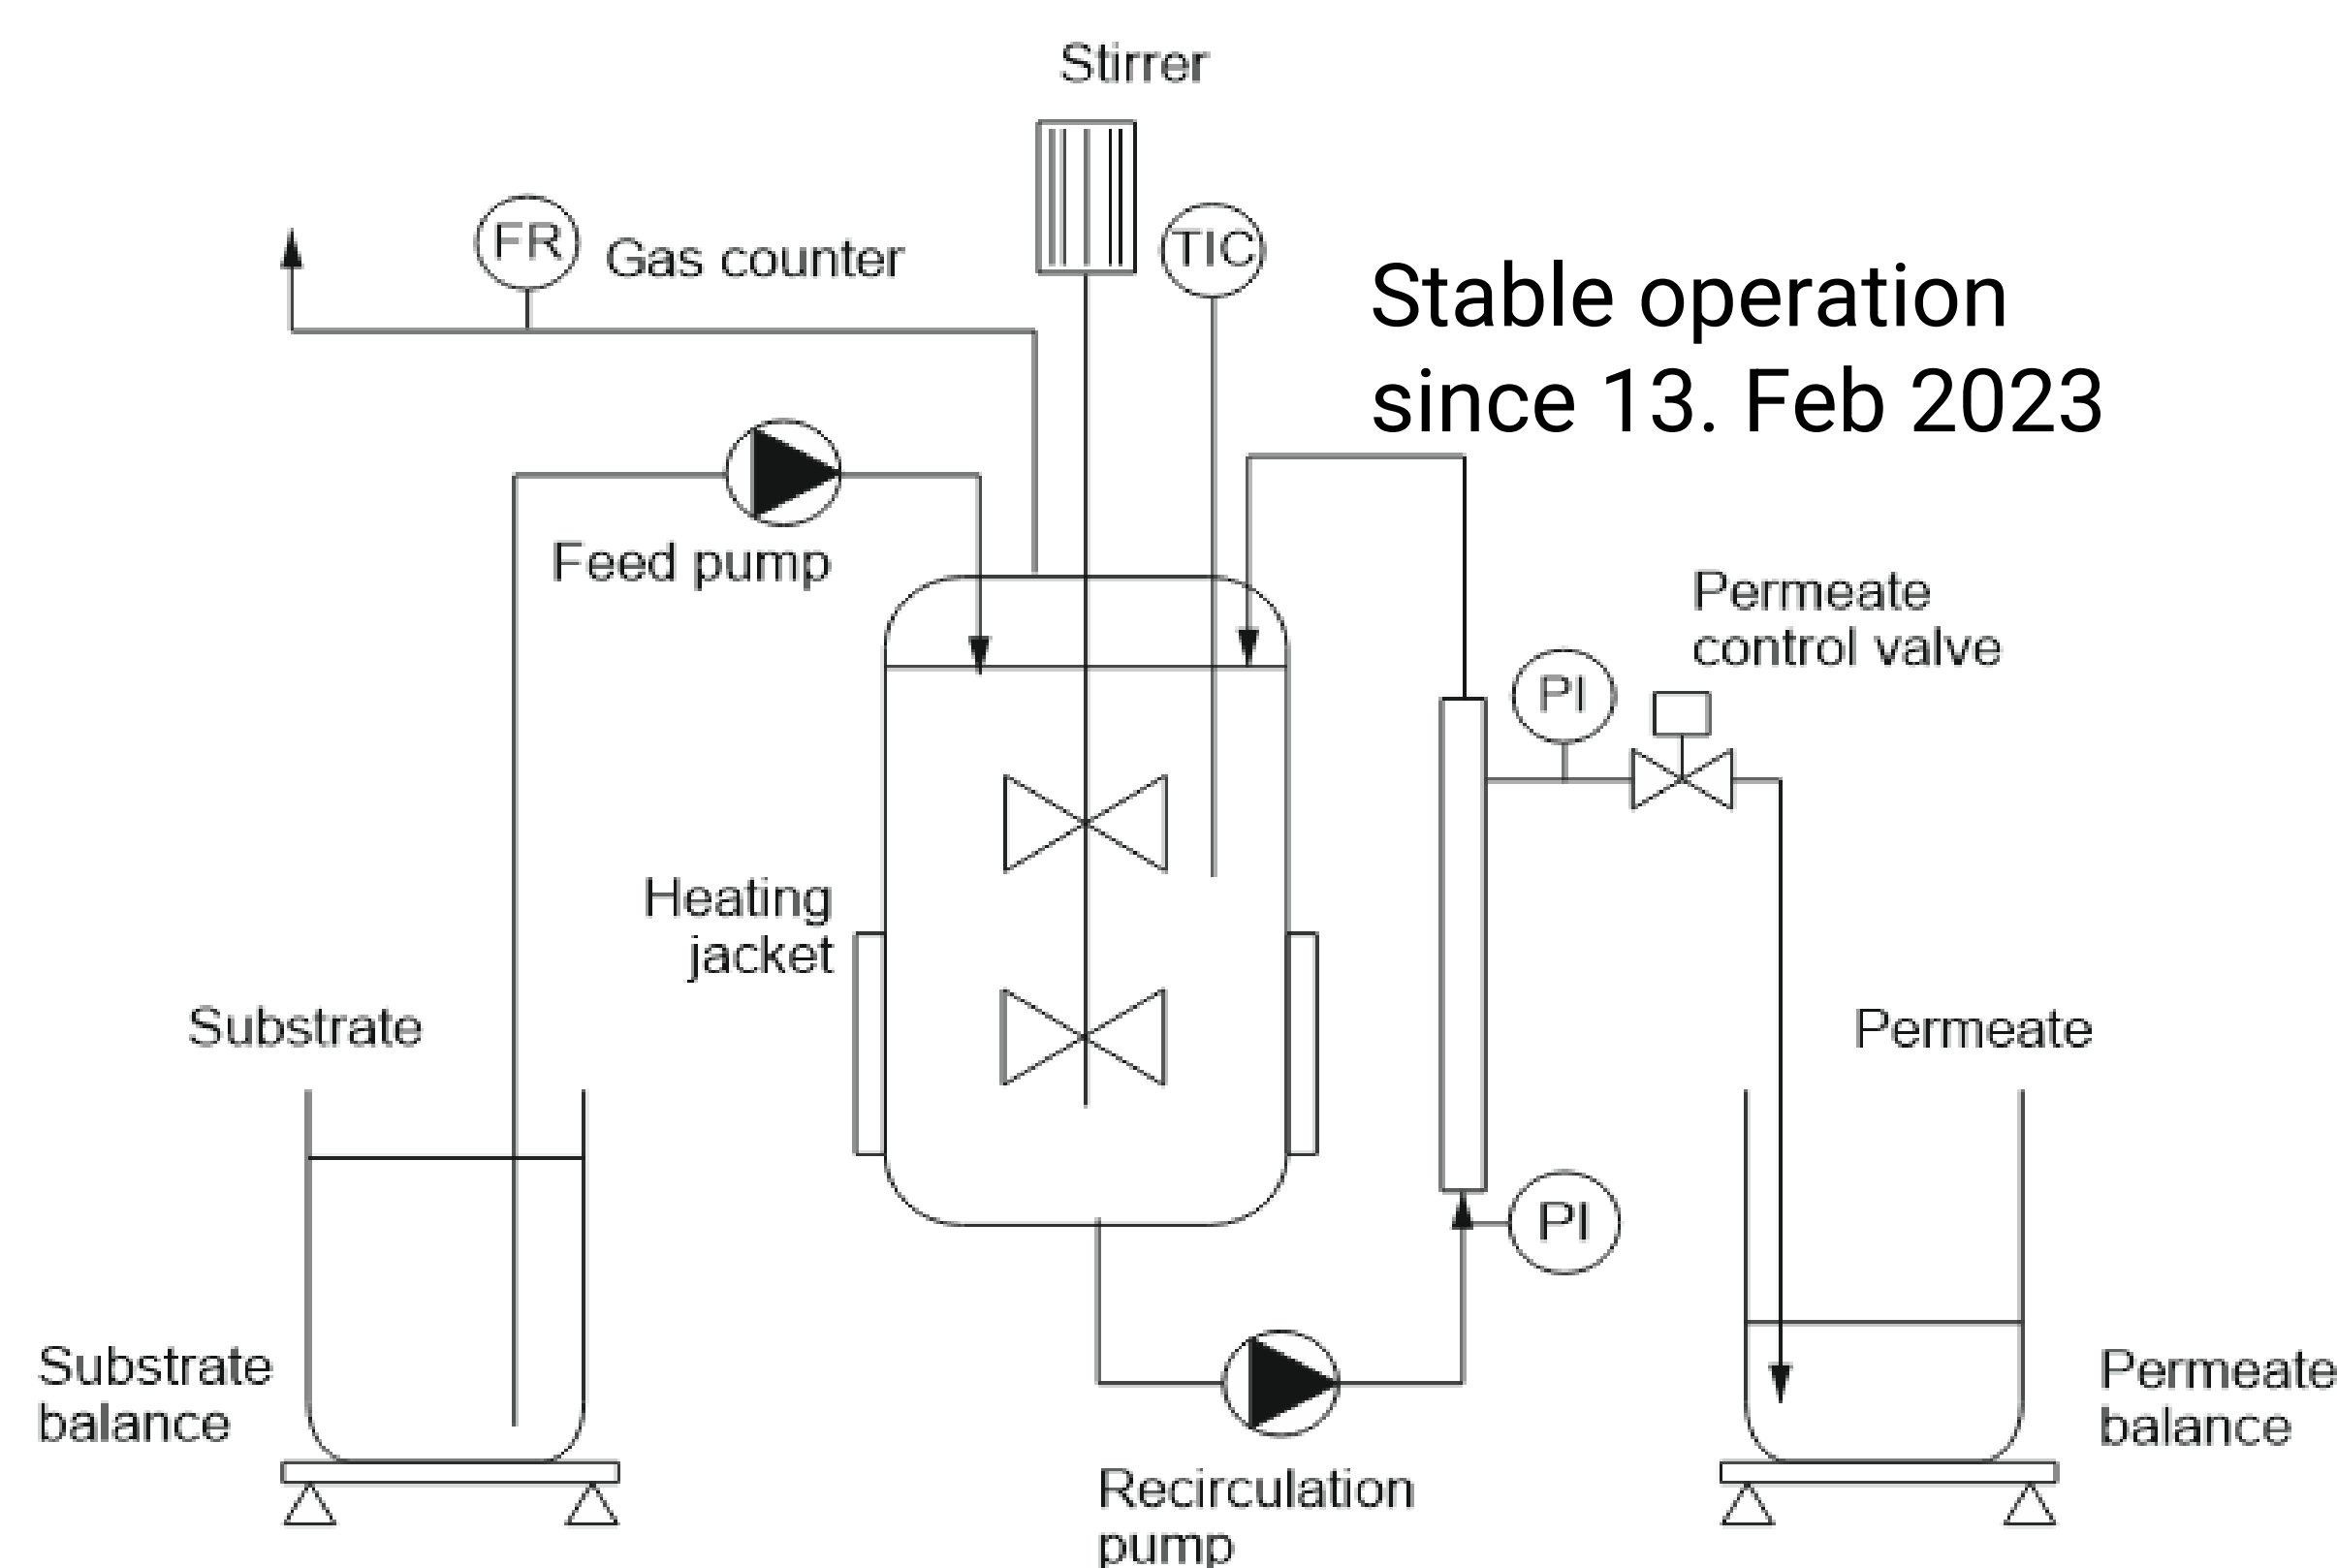 Stirrer
FR
Gas counter
TIC
Stable operation
since 13. Feb 2023
Feed pump
Permeate
control valve
PI
Heating
jacket
Substrate
Permeate
PI
Substrate
balance
Permeate
balance
Recirculation
pump